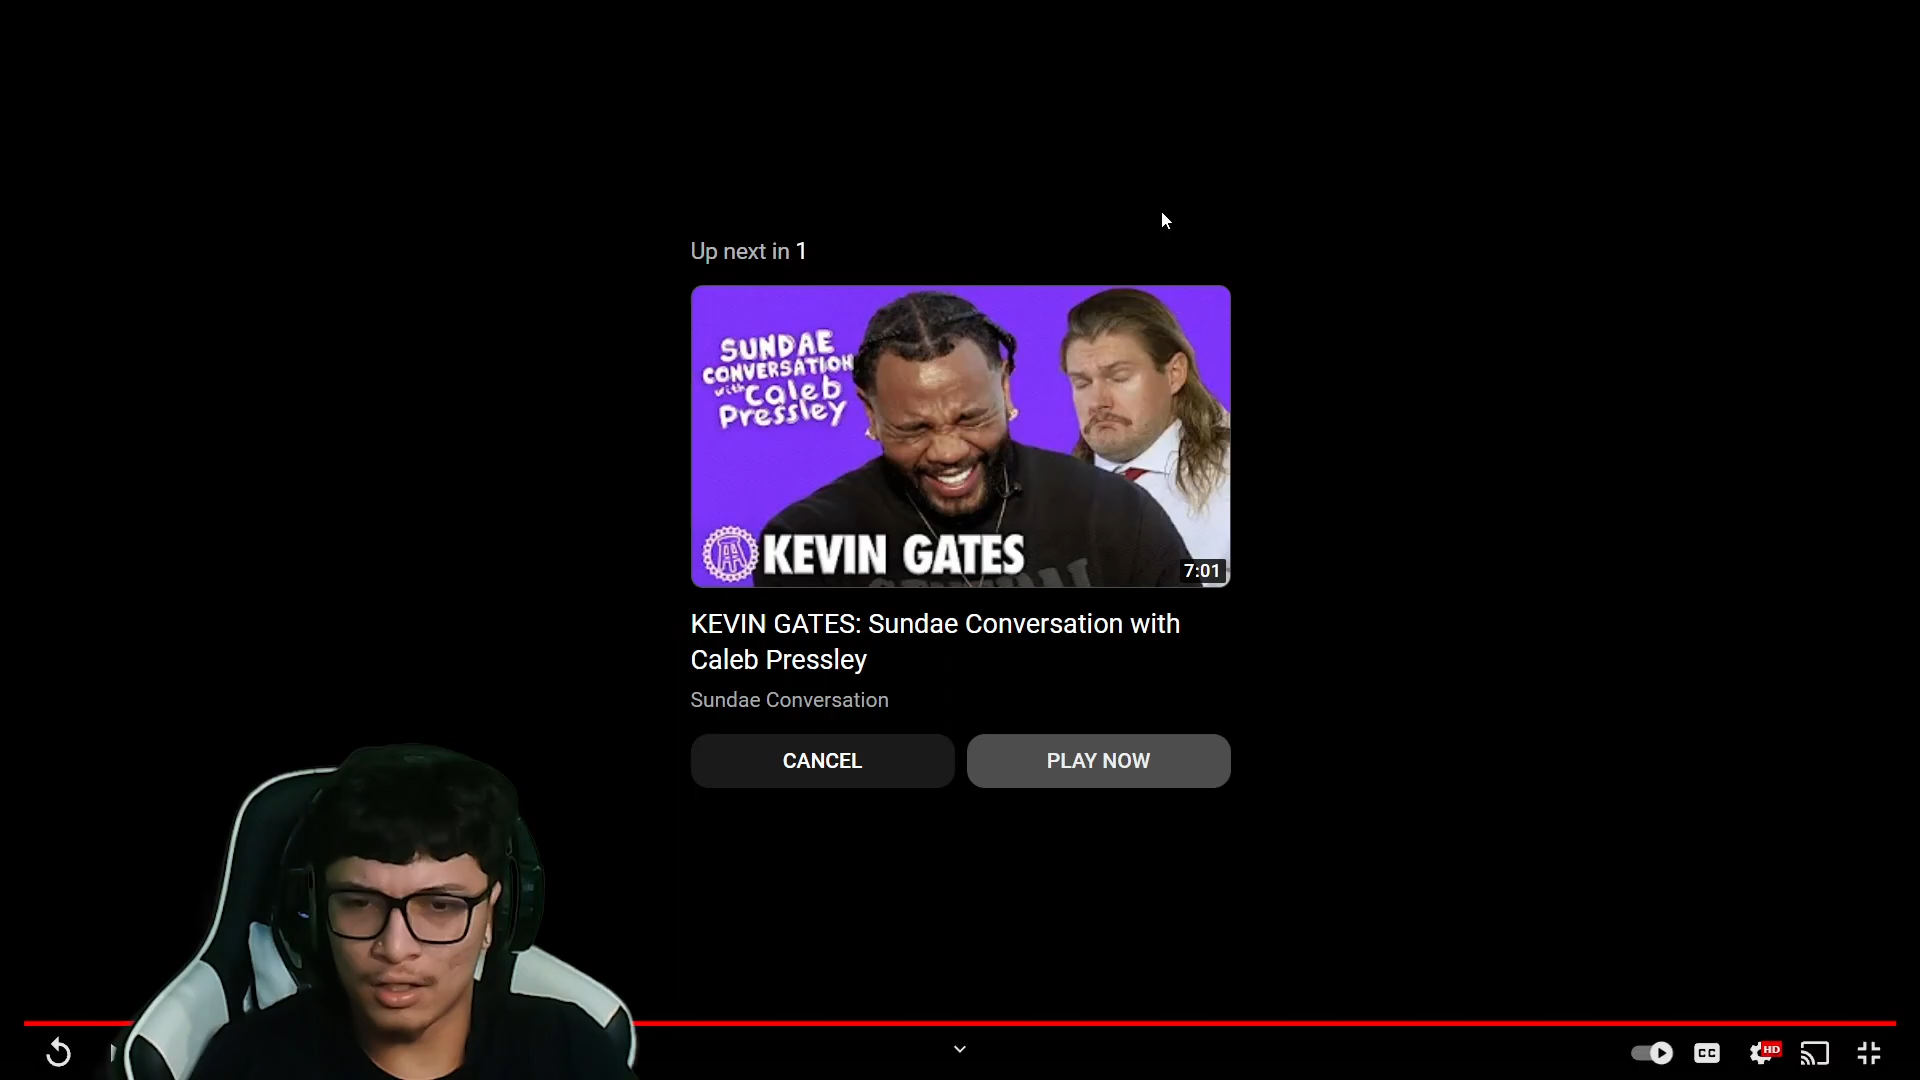 Up next in 1
SUNDAE
CONVERSATION
with Caleb
Pressley
KEVIN GATES
7:01
KEVIN GATES: Sundae Conversation with
Caleb Pressley
Sundae Conversation
CANCEL
PLAY NOW
CC
HD